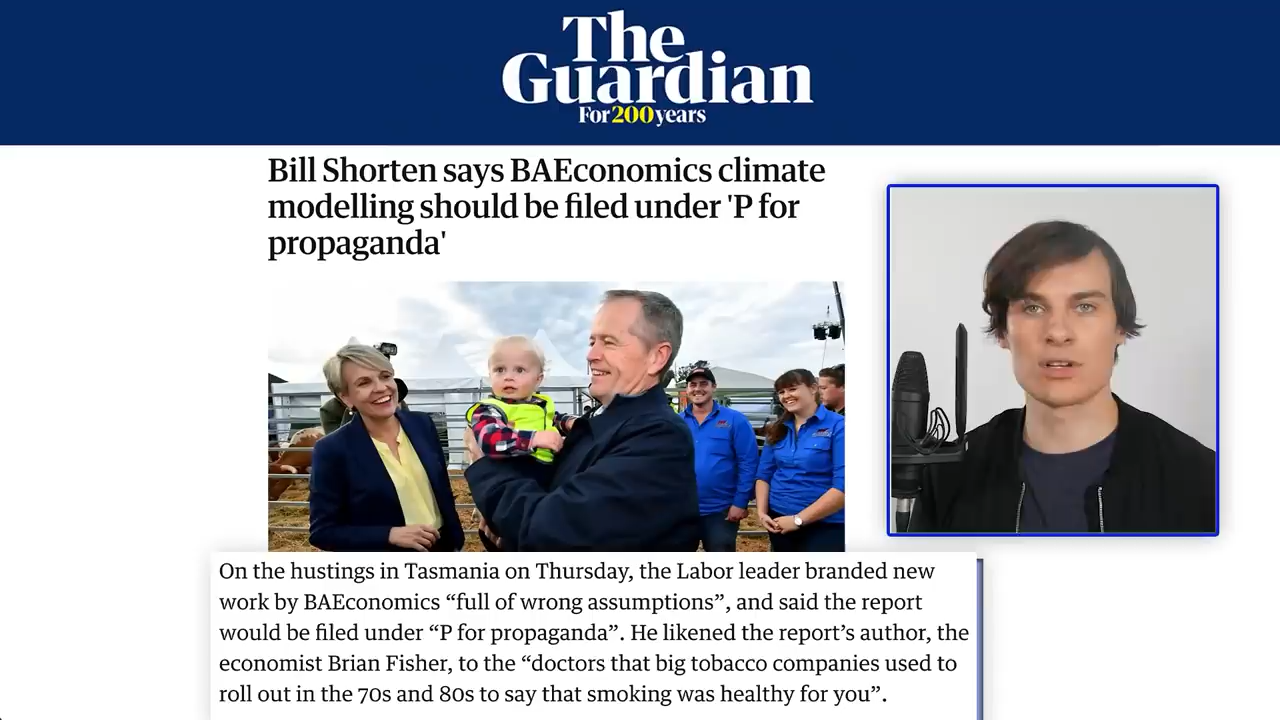 The
Guardian
For 200 years
Bill Shorten says BAEconomics climate
modelling should be filed under 'P for
propaganda'
On the hustings in Tasmania on Thursday, the Labor leader branded new
work by BAEconomics “full of wrong assumptions”, and said the report
would be filed under “P for propaganda”. He likened the report’s author, the
economist Brian Fisher, to the “doctors that big tobacco companies used to
roll out in the 70s and 80s to say that smoking was healthy for you”.